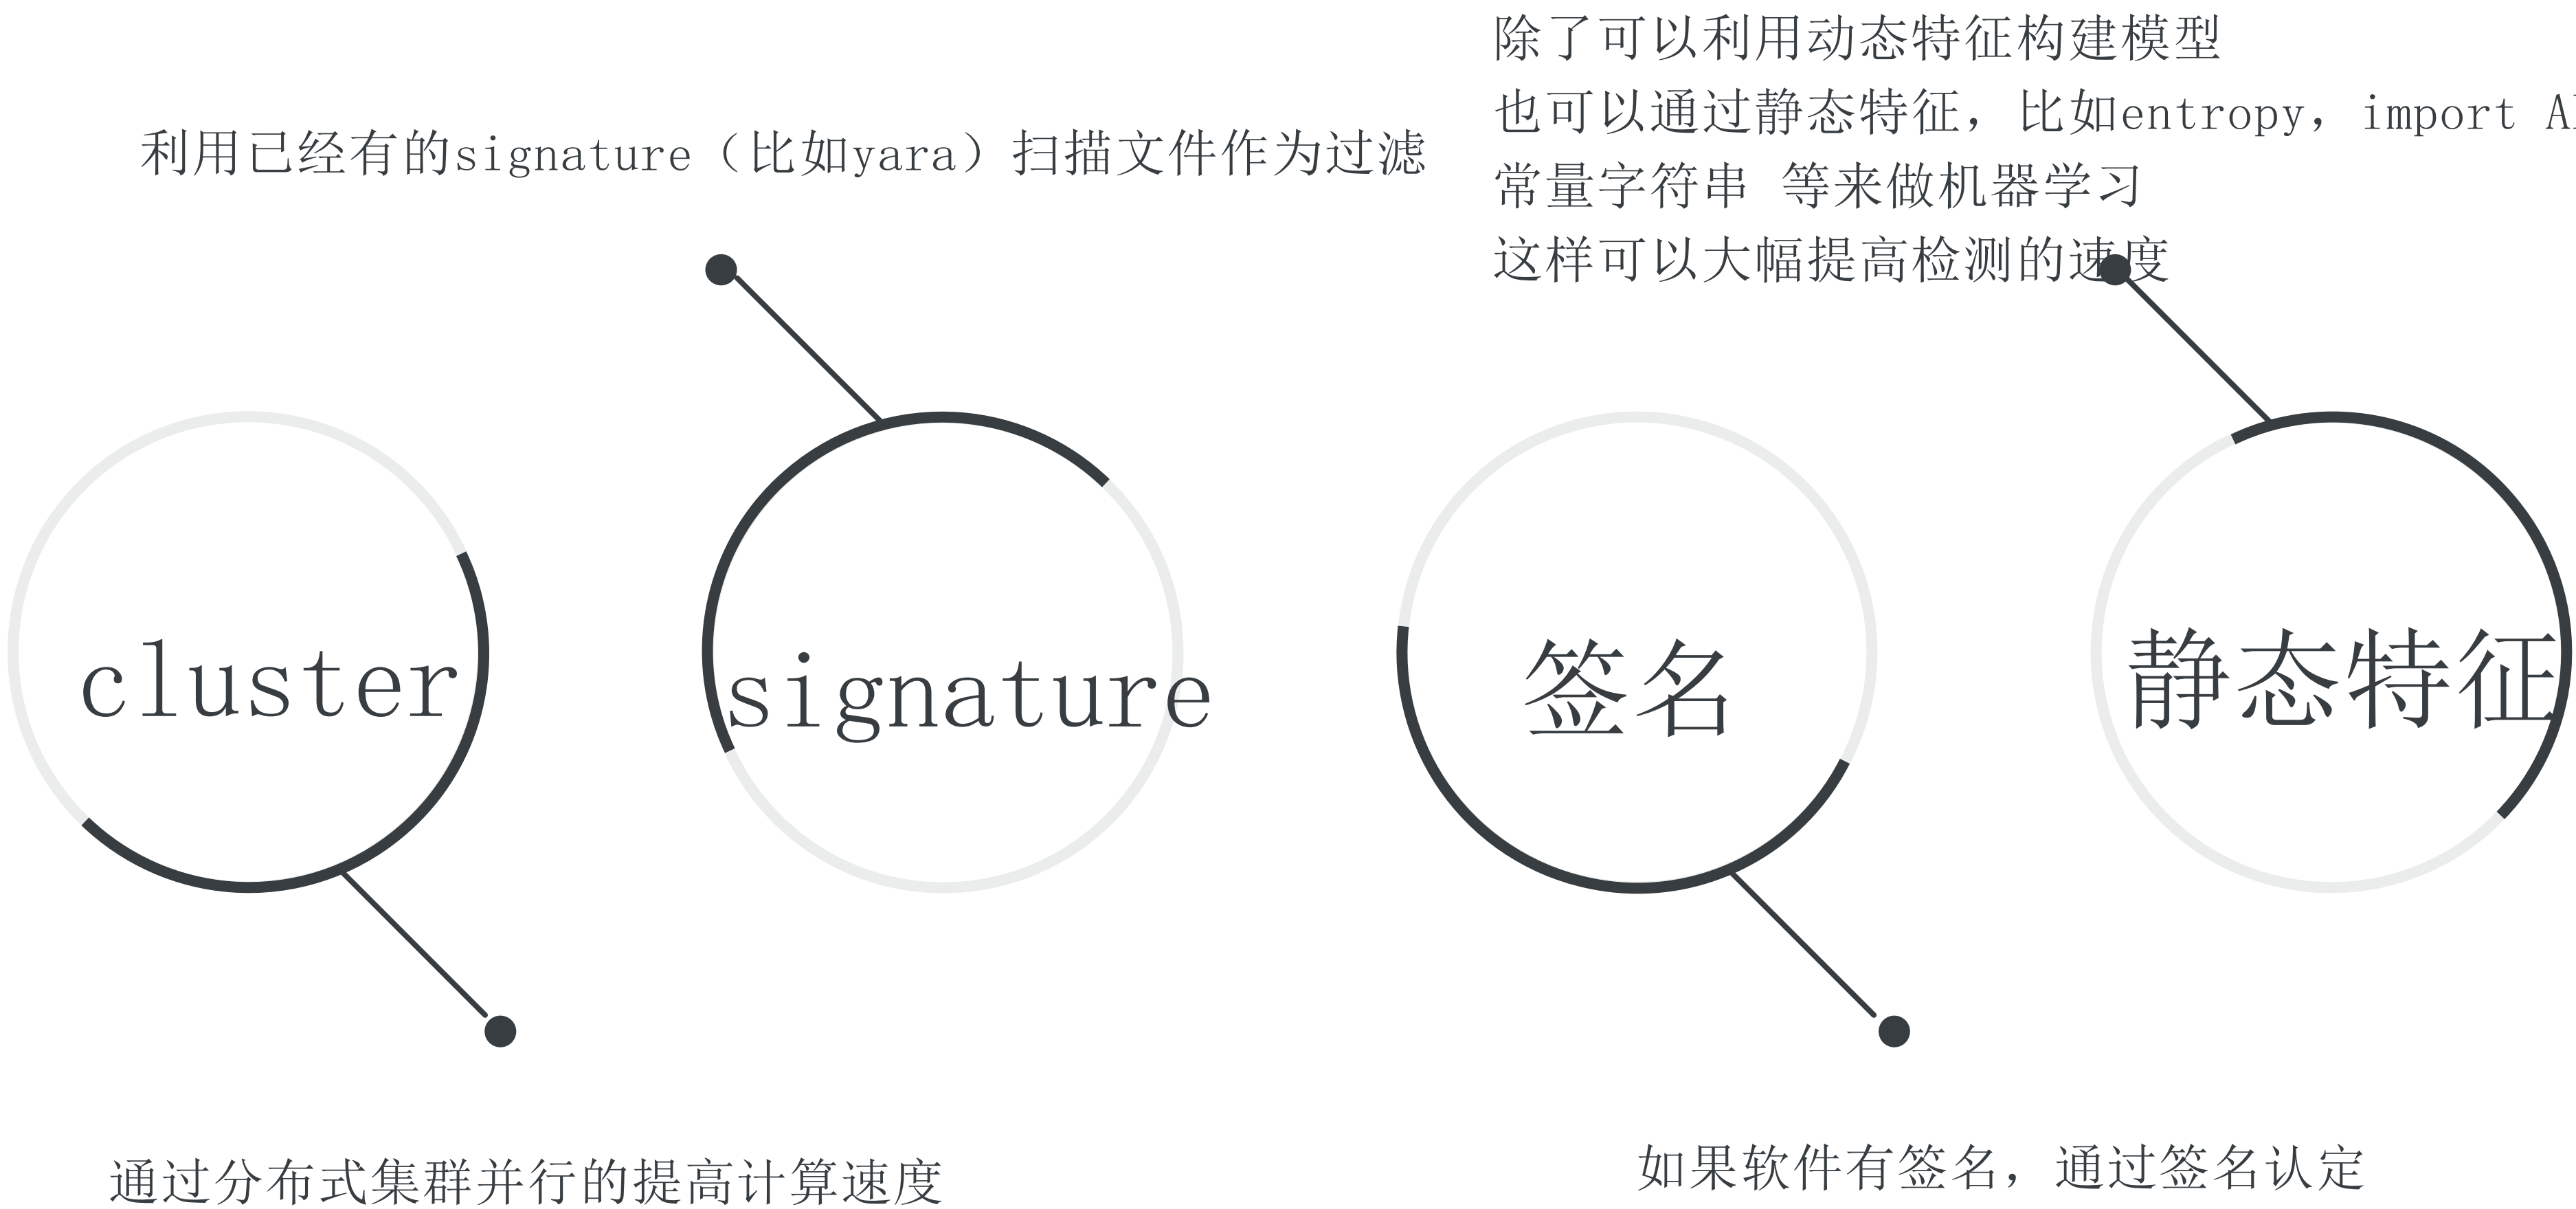 除了可以利用动态特征构建模型
也可以通过静态特征，比如entropy，import
常量字符串 等来做机器学习
这样可以大幅提高检测的速度
利用已经有的signature（比如yara）扫描文件作为过滤
cluster
signature
签名
静态特征
通过分布式集群并行的提高计算速度
如果软件有签名，通过签名认定